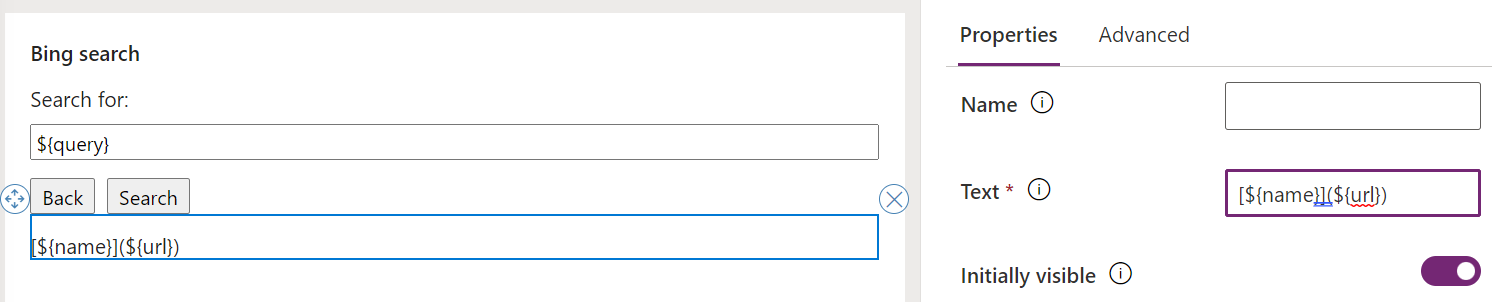 Bing search
Search for:
${query}
Back Search
[${name}](${url})
Properties Advanced
Name
Text *
[${name}](${url})
Initially visible